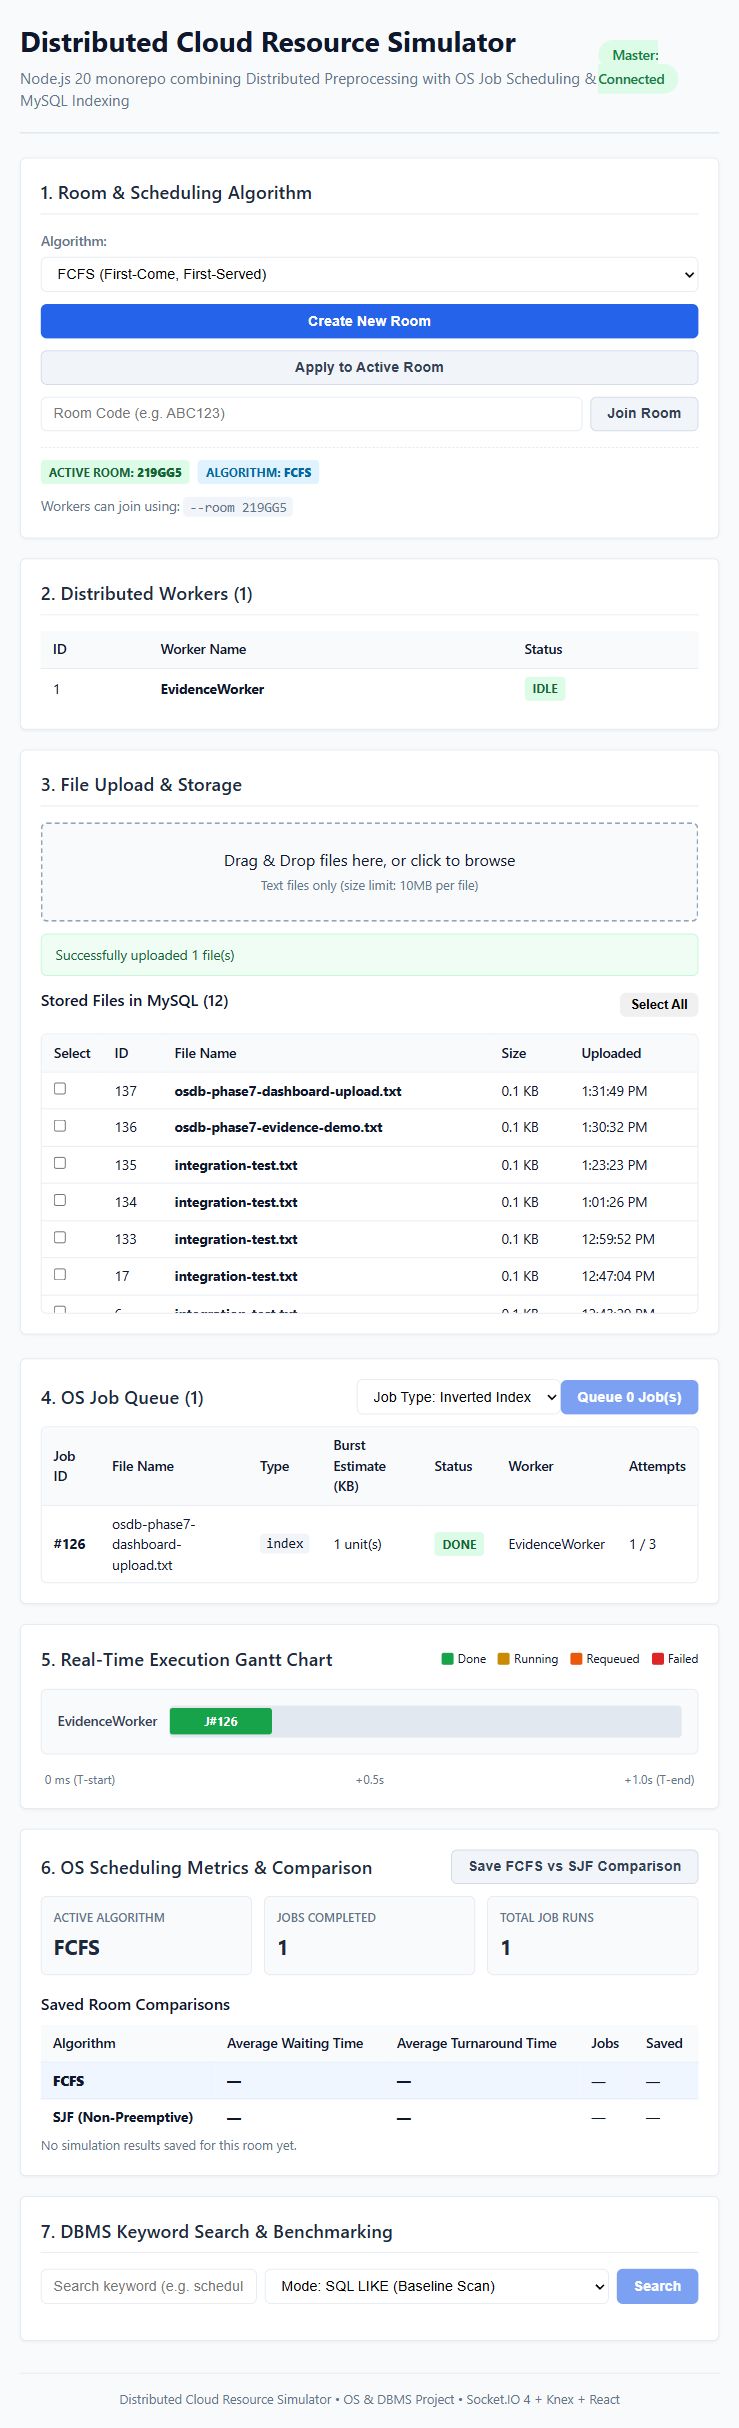 Distributed Cloud Resource Simulator
Master:
Connected
Node.js 20 monorepo combining Distributed Preprocessing with OS Job Scheduling &
MySQL Indexing
1. Room & Scheduling Algorithm
Algorithm:
FCFS (First-Come, First-Served)
Create New Room
Apply to Active Room
Room Code (e.g. ABC123)
Join Room
ACTIVE ROOM: 219GG5
ALGORITHM: FCFS
Workers can join using: --room 219GG5
2. Distributed Workers (1)
ID Worker Name Status
1 EvidenceWorker IDLE
3. File Upload & Storage
Drag & Drop files here, or click to browse
Text files only (size limit: 10MB per file)
Successfully uploaded 1 file(s)
Stored Files in MySQL (12)
Select All
Select ID File Name Size Uploaded
137 osdb-phase7-dashboard-upload.txt 0.1 KB 1:31:49 PM
136 osdb-phase7-evidence-demo.txt 0.1 KB 1:30:32 PM
135 integration-test.txt 0.1 KB 1:23:23 PM
134 integration-test.txt 0.1 KB 1:01:26 PM
133 integration-test.txt 0.1 KB 12:59:52 PM
17 integration-test.txt 0.1 KB 12:47:04 PM
integration-test.txt 0.1 KB
4. OS Job Queue (1)
Job Type: Inverted Index
Queue 0 Job(s)
Job
ID
File Name
Type
Burst
Estimate
(KB)
Status
Worker
Attempts
#126
osdb-phase7-
dashboard-
upload.txt
index
1 unit(s)
DONE
EvidenceWorker
1 / 3
5. Real-Time Execution Gantt Chart
Done Running Requeued Failed
EvidenceWorker J#126
0 ms (T-start) +0.5s +1.0s (T-end)
6. OS Scheduling Metrics & Comparison
Save FCFS vs SJF Comparison
ACTIVE ALGORITHM
FCFS
JOBS COMPLETED
1
TOTAL JOB RUNS
1
Saved Room Comparisons
Algorithm Average Waiting Time Average Turnaround Time Jobs Saved
FCFS — — — —
SJF (Non-Preemptive) — — — —
No simulation results saved for this room yet.
7. DBMS Keyword Search & Benchmarking
Search keyword (e.g. schedul
Mode: SQL LIKE (Baseline Scan)
Search
Distributed Cloud Resource Simulator • OS & DBMS Project • Socket.IO 4 + Knex + React